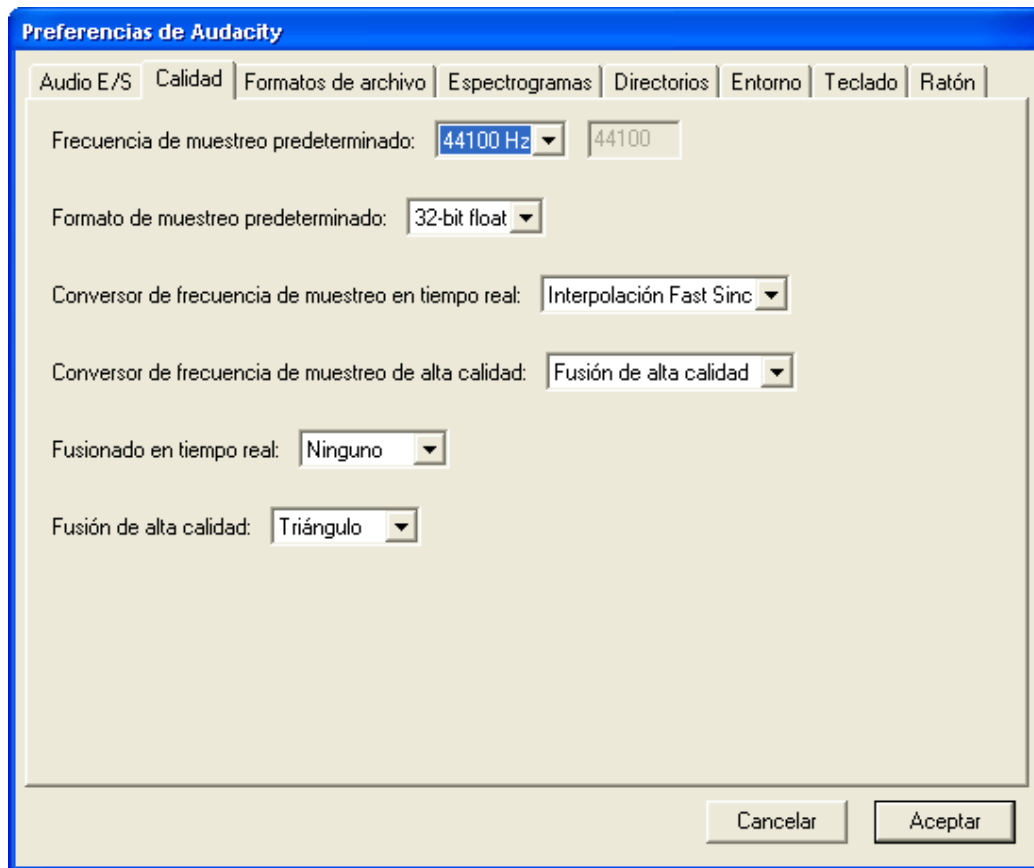 Preferencias de Audacity
Audio E/S Calidad Formatos de archivo Espectrogramas Directorios Entorno Teclado Ratón
Frecuencia de muestreo predeterminado: 44100 Hz 44100
Formato de muestreo predeterminado: 32-bit float
Conversor de frecuencia de muestreo en tiempo real: Interpolación Fast Sinc
Conversor de frecuencia de muestreo de alta calidad: Fusión de alta calidad
Fusionado en tiempo real: Ninguno
Fusión de alta calidad: Triángulo
Cancelar Aceptar